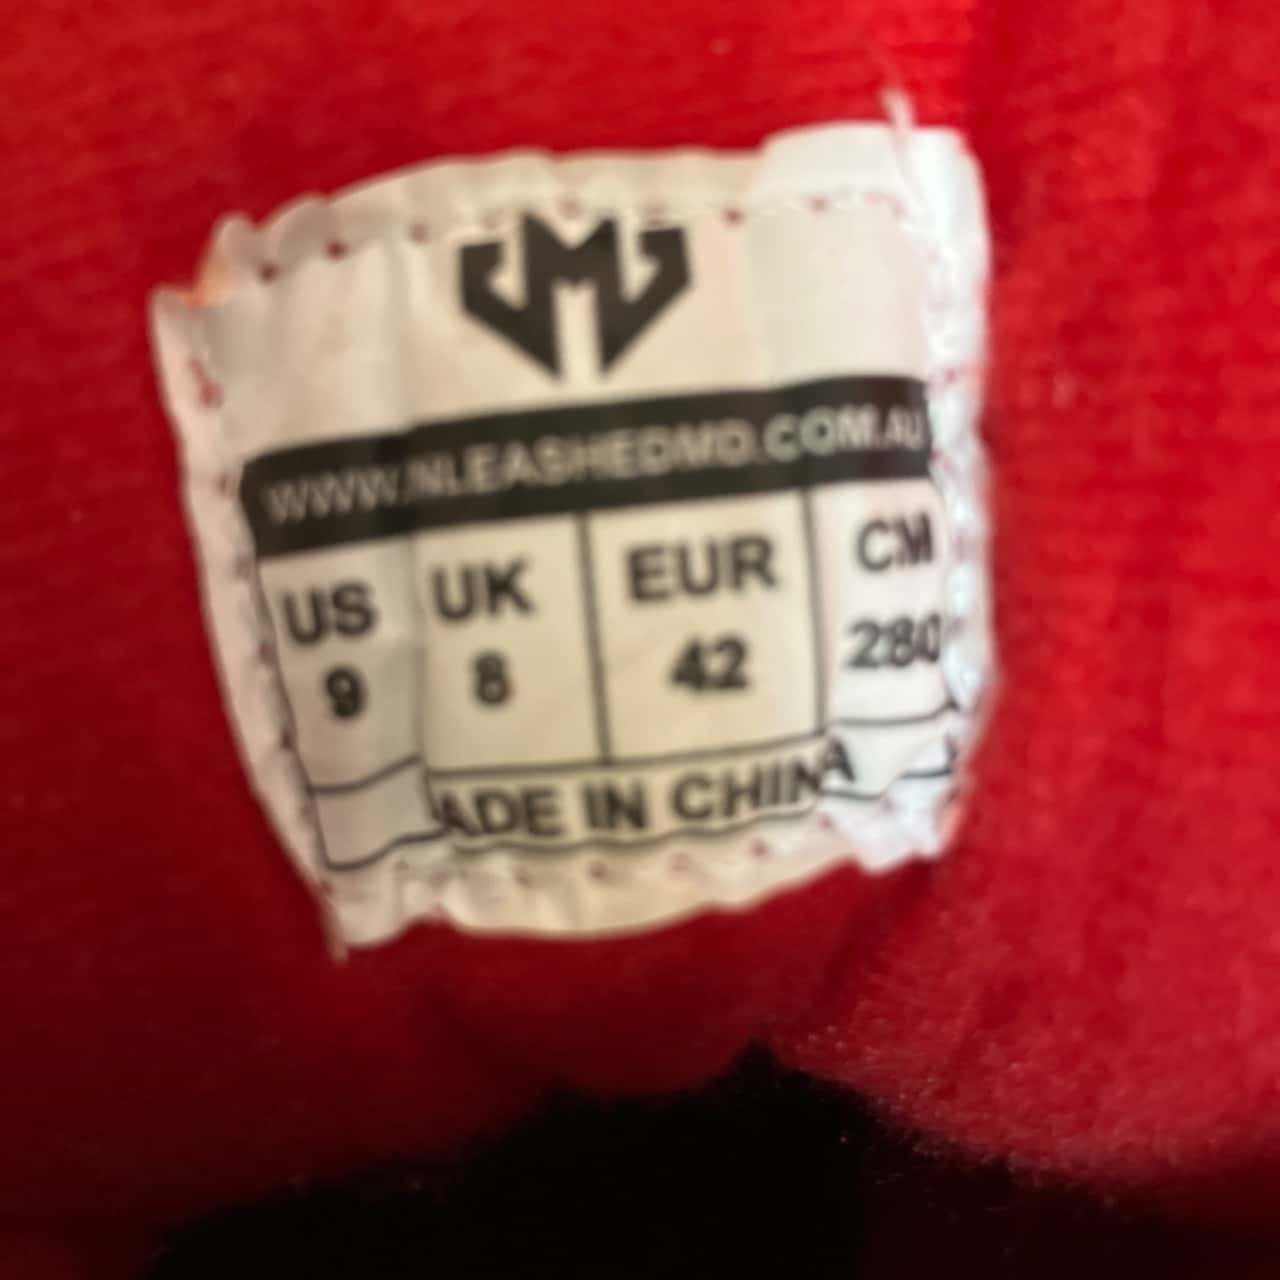 WWW.NLEASHEDMD.COM.AU
US UK EUR CM
9 8 42 280
ADE IN CHINA